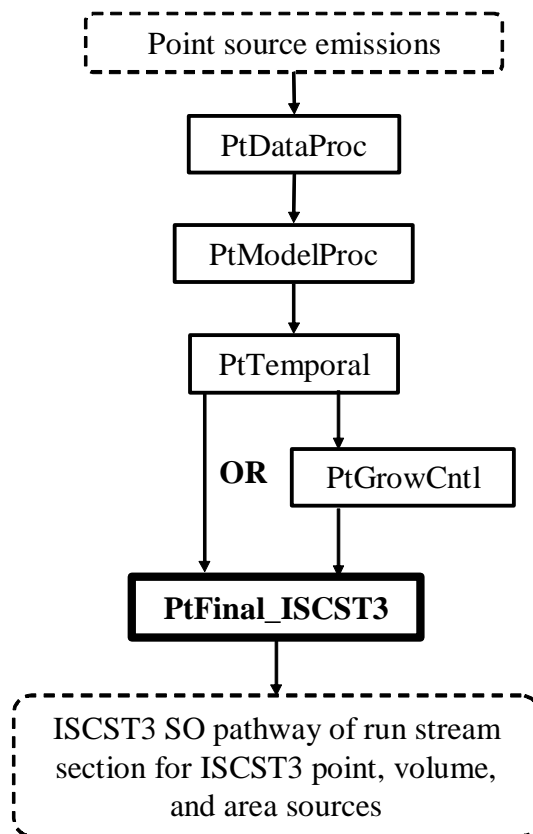 Point source emissions
PtDataProc
PtModelProc
PtTemporal
OR
PtGrowCntl
PtFinal_ISCST3
ISCST3 SO pathway of run stream
section for ISCST3 point, volume,
and area sources